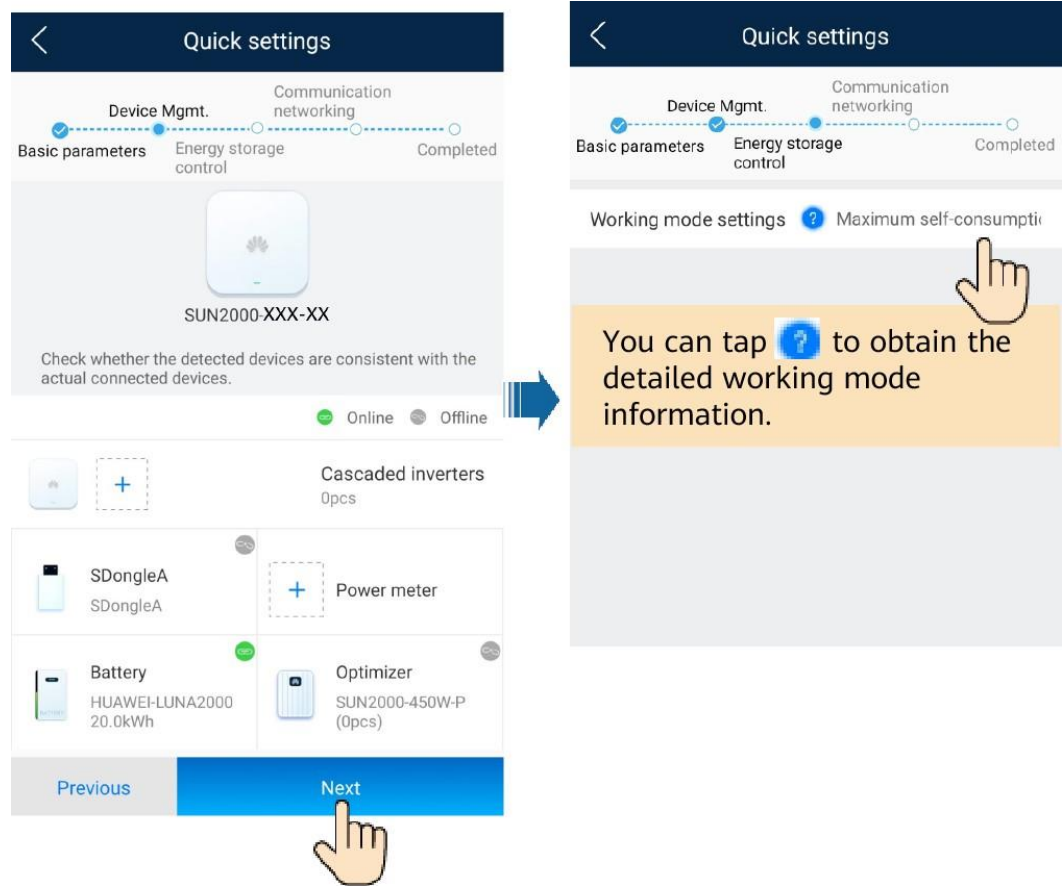 Quick settings
Communication
Device Mgmt. networking
Basic parameters Energy storage Completed
control
SUN2000-XXX-XX
Check whether the detected devices are consistent with the
actual connected devices.
Online Offline
Cascaded inverters
0pcs
SDongleA
SDongleA
Power meter
Battery
HUAWEI-LUNA2000
20.0kWh
Optimizer
SUN2000-450W-P
(0pcs)
Previous Next
Quick settings
Communication
Device Mgmt. networking
Basic parameters Energy storage Completed
control
Working mode settings ? Maximum self-consumptic
You can tap ? to obtain the
detailed working mode
information.